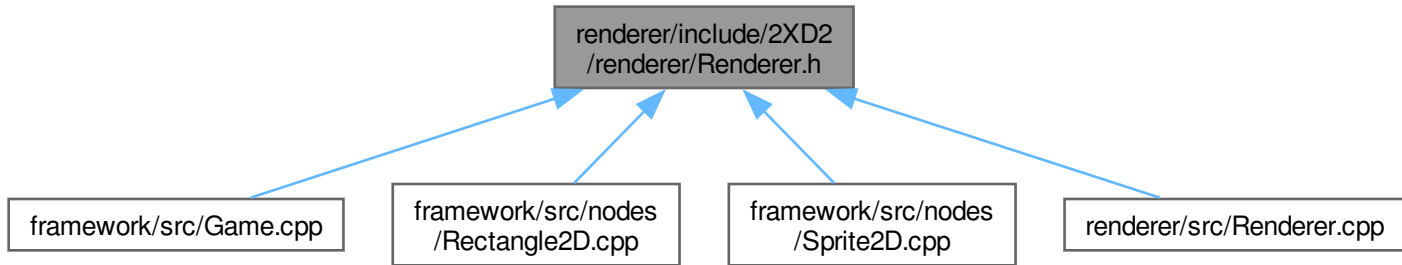 renderer/include/2XD2
/renderer/Renderer.h
framework/src/Game.cpp
framework/src/nodes
/Rectangle2D.cpp
framework/src/nodes
/Sprite2D.cpp
renderer/src/Renderer.cpp